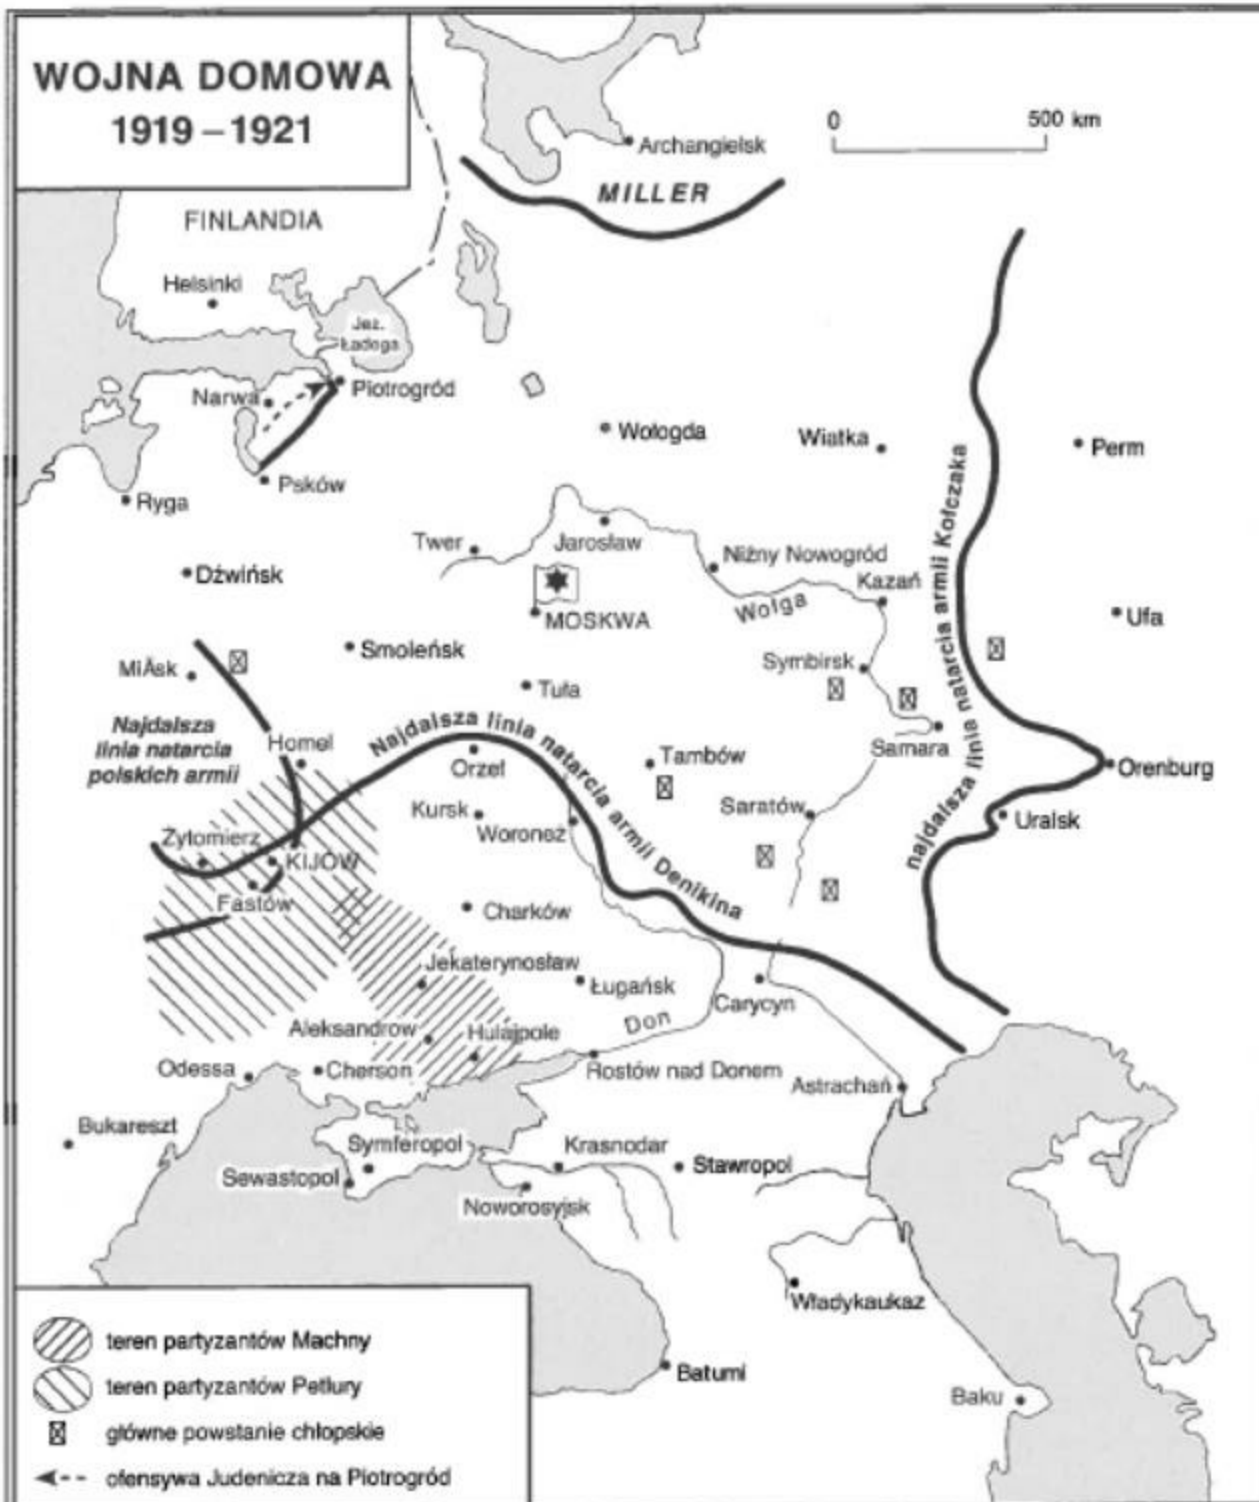 WOJNA DOMOWA
1919 – 1921
0
500 km
Archangielsk
MILLER
FINLANDIA
Helsinki
Jez.
Ładoga
Narwa
Piotrogród
Psków
Ryga
Wołogda
Wiatka
Perm
Twer
Jarosław
Niżny Nowogród
Kazań
Wołga
Dźwińsk
MOSKWA
Ufa
MiÅsk
Smoleńsk
Symbirsk
Tuła
Samara
Najdalsza
linia natarcia
polskich armii
Homel
Najdalsza linia natarcia armii Denikina
najdalsza linia natarcia armii Kołczaka
Orzeł
Tambów
Orenburg
Kursk
Woroneż
Saratów
Uralsk
Żytomierz
KIJÓW
Fastów
Charków
Jekaterynosław
Ługańsk
Carycyn
Don
Aleksandrow
Hulajpole
Odessa
Cherson
Rostów nad Donem
Astrachań
Bukareszt
Symferopol
Krasnodar
Stawropol
Sewastopol
Noworosyjsk
Władykaukaz
Batumi
Baku
teren partyzantów Machny
teren partyzantów Petlury
główne powstanie chłopskie
ofensywa Judenicza na Piotrogród